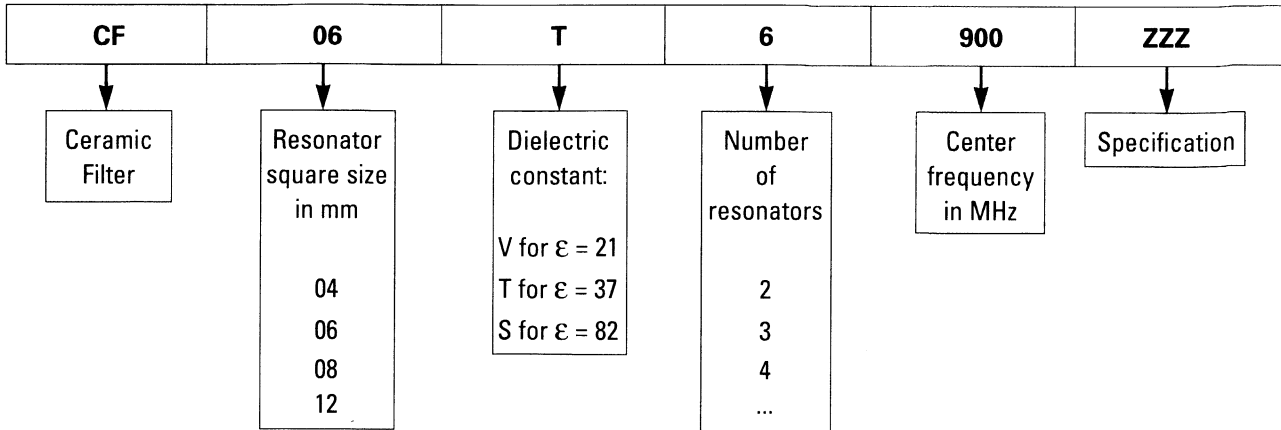 CF 06 T 6 900 ZZZ
Ceramic
Filter
Resonator
square size
in mm
04
06
08
12
Dielectric
constant:
V for ε = 21
T for ε = 37
S for ε = 82
Number
of
resonators
2
3
4
...
Center
frequency
in MHz
Specification